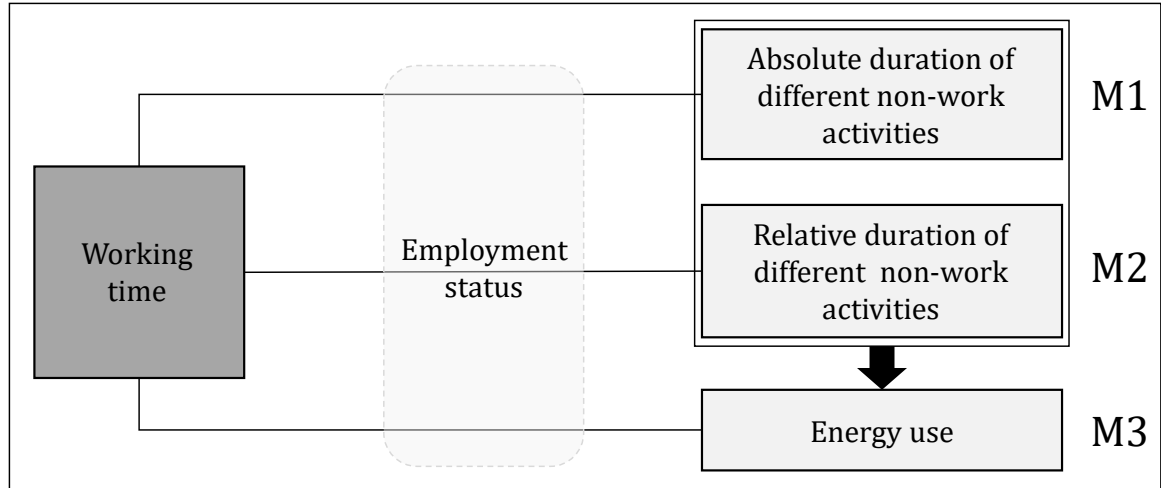 Absolute duration of
different non-work
activities
M1
Working
time
Employment
status
Relative duration of
different  non-work
activities
M2
Energy use
M3